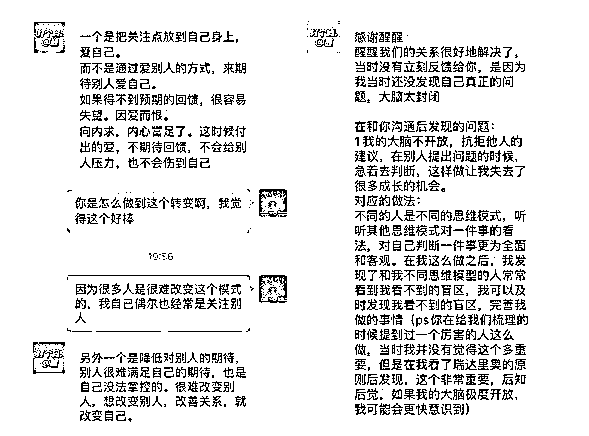 一个是把关注点放到自己身上，
爱自己。
而不是通过爱别人的方式，来期
待别人爱自己。
如果得不到预期的回馈，很容易
失望。因爱而恨。
向内求，内心富足了。这时候付
出的爱，不期待回馈，不会给别
人压力，也不会伤到自己
你是怎么做到这个转变啊，我觉
得这个好棒
19:56
因为很多人是很难改变这个模式
的，我自己偶尔也经常是关注别
人
另外一个是降低对别人的期待，
别人很难满足自己的期待，也是
自己没法掌控的。很难改变别
人，想改变别人，改善关系，就
改变自己。
感谢醒醒
醒醒我们的关系很好地解决了，
当时没有立刻反馈给你，是因为
我当时还没发现自己真正的问
题，大脑太封闭
在和你沟通后发现的问题：
1我的大脑不开放，抗拒他人的
建议，在别人提出问题的时候，
急着去判断，这样做让我失去了
很多成长的机会。
对应的做法：
不同的人是不同的思维模式，听
听其他思维模式对一件事的看
法，对自己判断一件事更为全面
和客观。在我这么做之后，我发
现了和我不同思维模型的人常常
看到我看不到的盲区，我可以及
时发现我看不到的盲区，完善我
做的事情（ps你在给我们梳理的
时候提到过一个厉害的人这么
做，当时我并没有觉得这个多重
要，但是在我看了瑞达里奥的原
则后发现，这个非常重要，后知
后觉，如果我的大脑极度开放，
我可能会更快意识到）